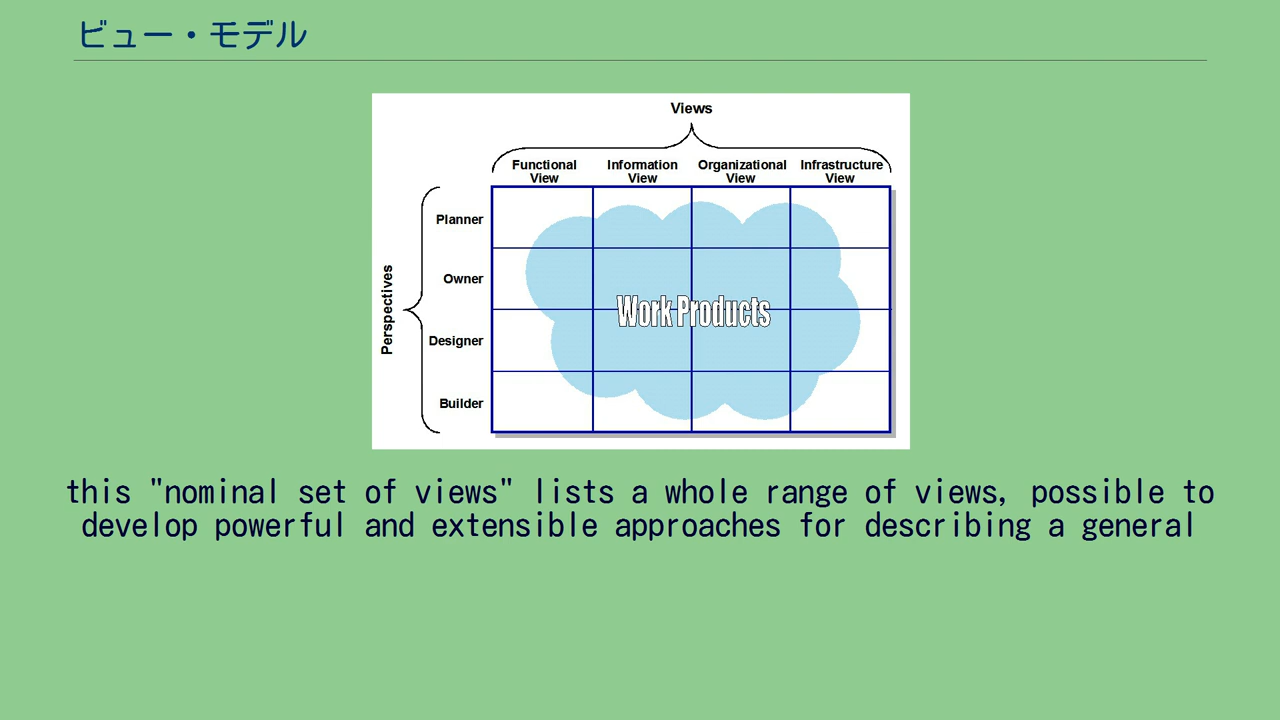 ビュー・モデル
Views
Functional View
Information View
Organizational View
Infrastructure View
Perspectives
Planner
Owner
Designer
Builder
Work Products
this "nominal set of views" lists a whole range of views, possible to
develop powerful and extensible approaches for describing a general